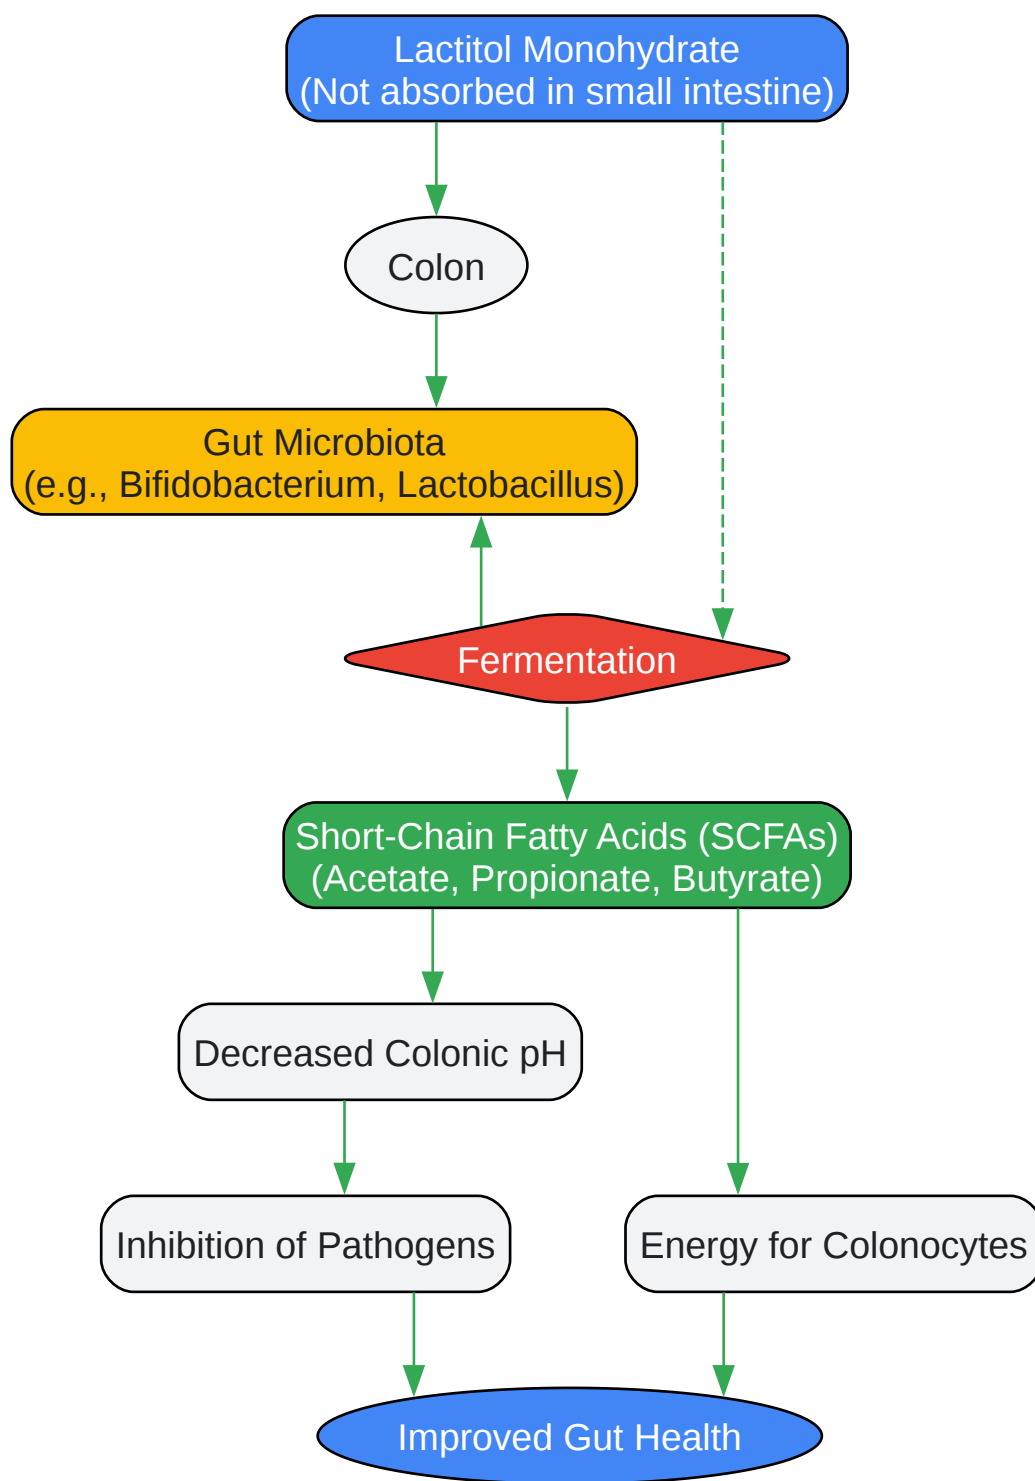 Lactitol Monohydrate
(Not absorbed in small intestine)
Colon
Gut Microbiota
(e.g., Bifidobacterium, Lactobacillus)
Fermentation
Short-Chain Fatty Acids (SCFAs)
(Acetate, Propionate, Butyrate)
Decreased Colonic pH
Inhibition of Pathogens
Energy for Colonocytes
Improved Gut Health